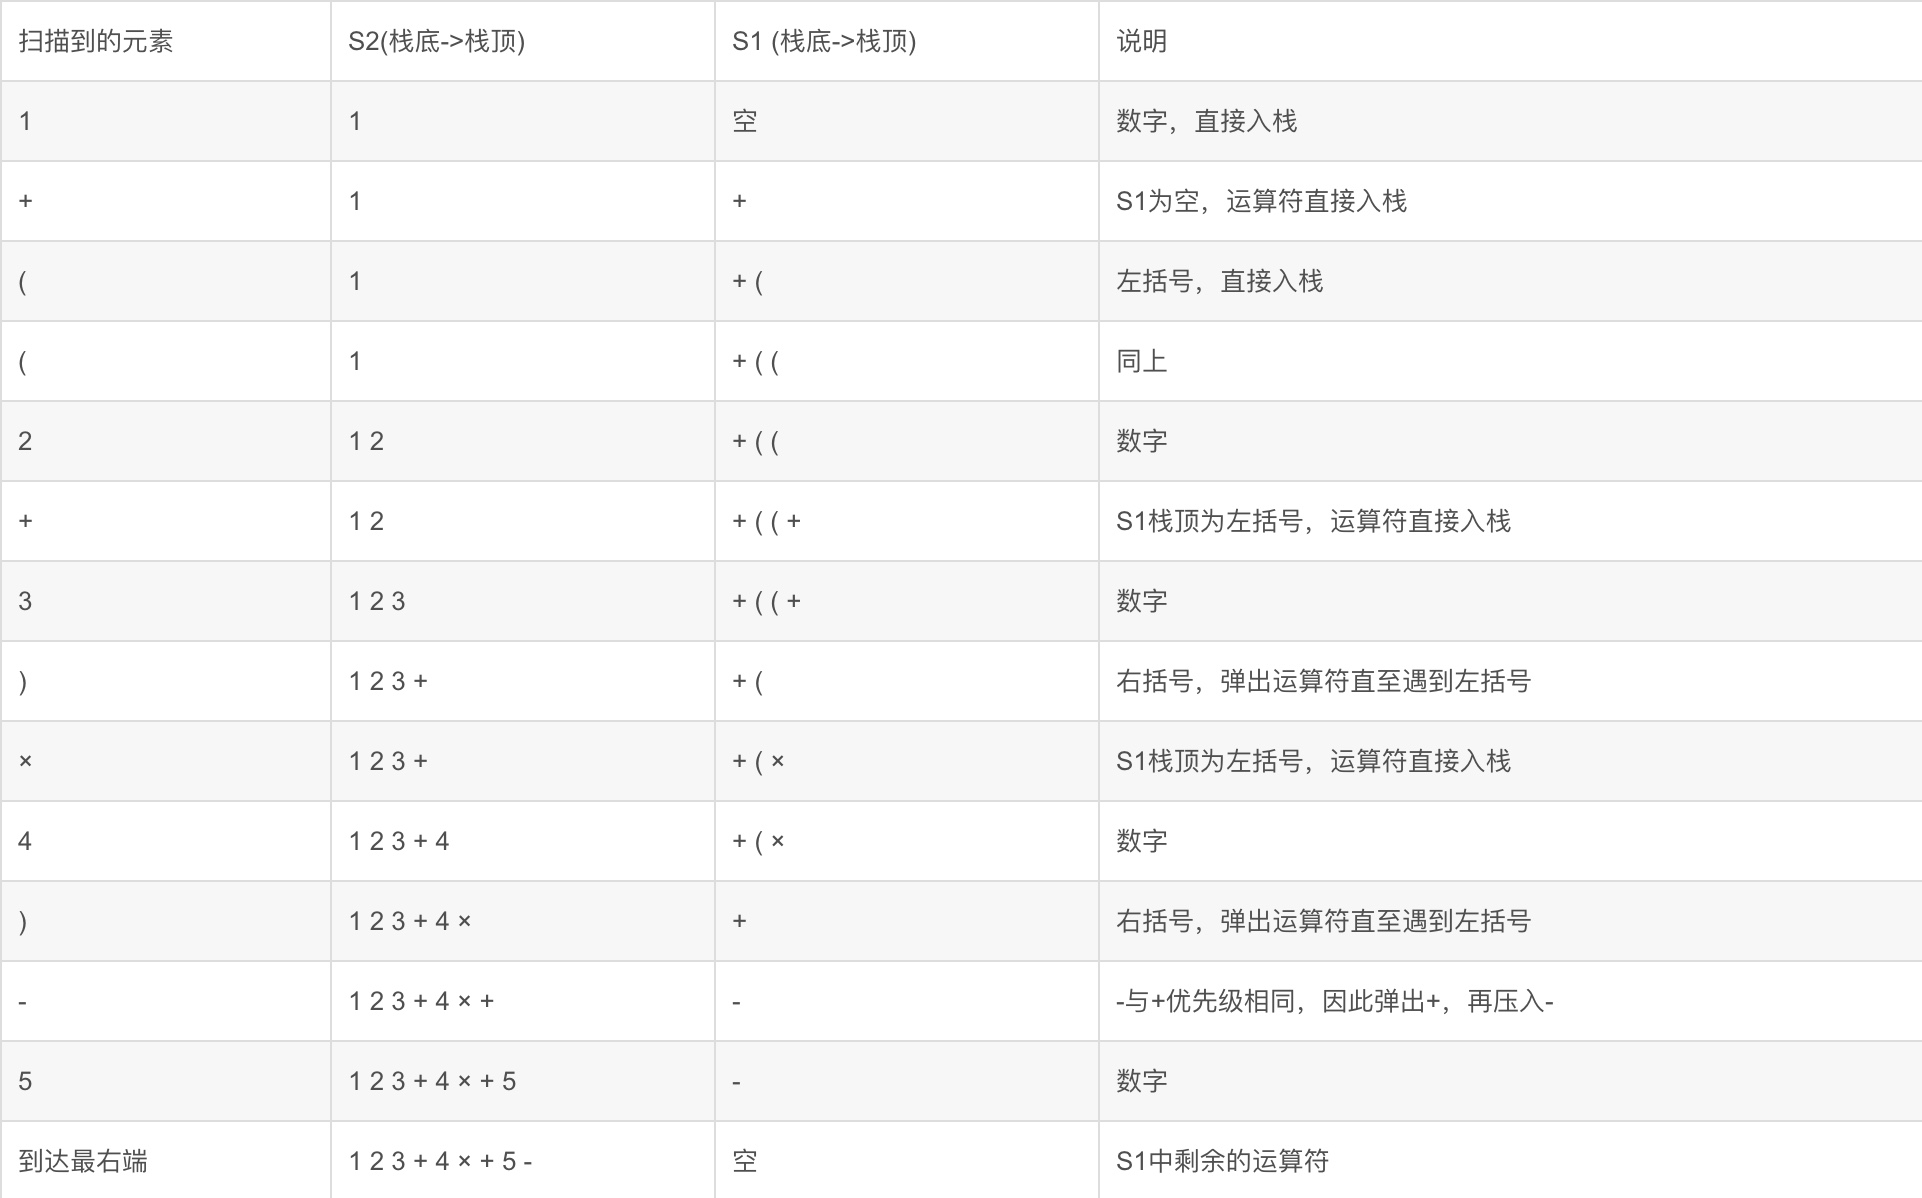 扫描到的元素 S2(栈底->栈顶) S1 (栈底->栈顶) 说明
1 1 空 数字，直接入栈
+ 1 + S1为空，运算符直接入栈
( 1 + ( 左括号，直接入栈
( 1 + ( ( 同上
2 1 2 + ( ( 数字
+ 1 2 + ( ( + S1栈顶为左括号，运算符直接入栈
3 1 2 3 + ( ( + 数字
) 1 2 3 + + ( 右括号，弹出运算符直至遇到左括号
× 1 2 3 + + ( × S1栈顶为左括号，运算符直接入栈
4 1 2 3 + 4 + ( × 数字
) 1 2 3 + 4 × + 右括号，弹出运算符直至遇到左括号
- 1 2 3 + 4 × + - -与+优先级相同，因此弹出+，再压入-
5 1 2 3 + 4 × + 5 - 数字
到达最右端 1 2 3 + 4 × + 5 - 空 S1中剩余的运算符